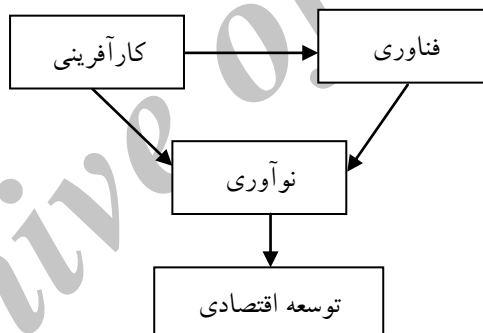 فناوری
کارآفرینی
نوآوری
توسعه اقتصادی